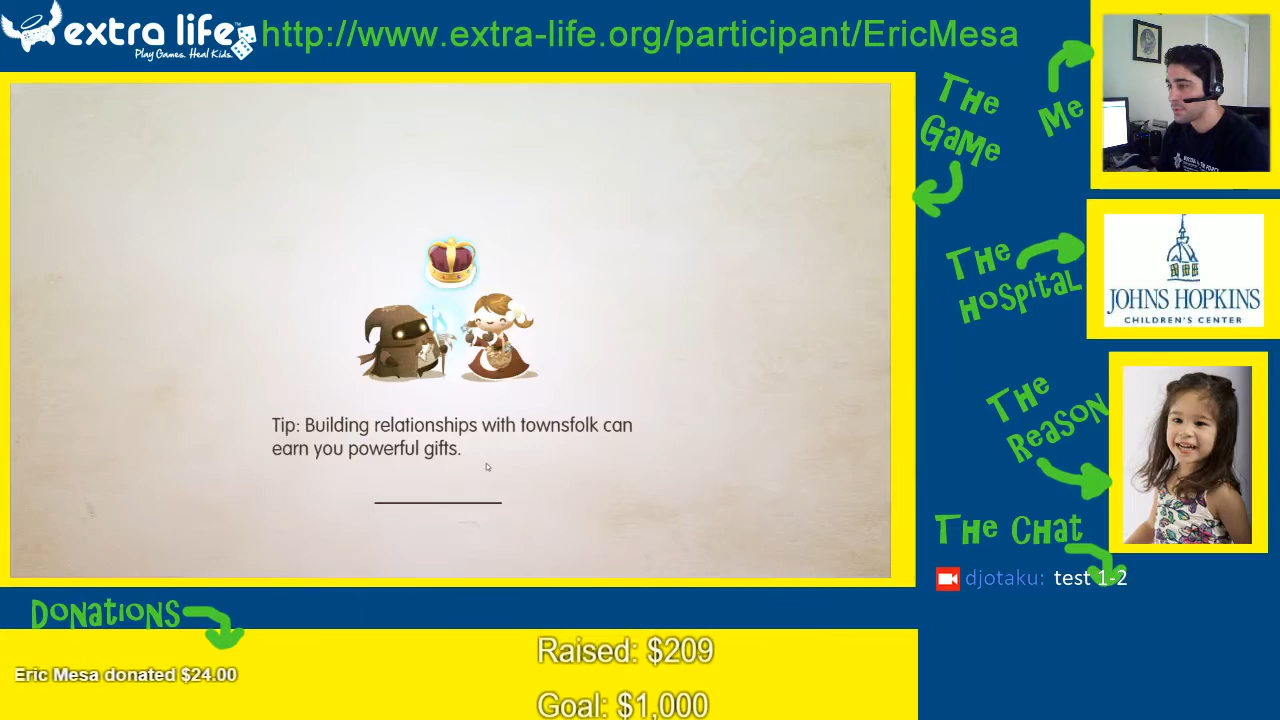 extra life
Play Games. Heal Kids.
http://www.extra-life.org/participant/EricMesa
THE GAME
Me
THE HOSPITAL
JOHNS HOPKINS
CHILDREN'S CENTER
Tip: Building relationships with townsfolk can
earn you powerful gifts.
THE REASON
THE CHAT
djotaku: test 1-2
DONATIONS
Eric Mesa donated $24.00
Raised: $209
Goal: $1,000